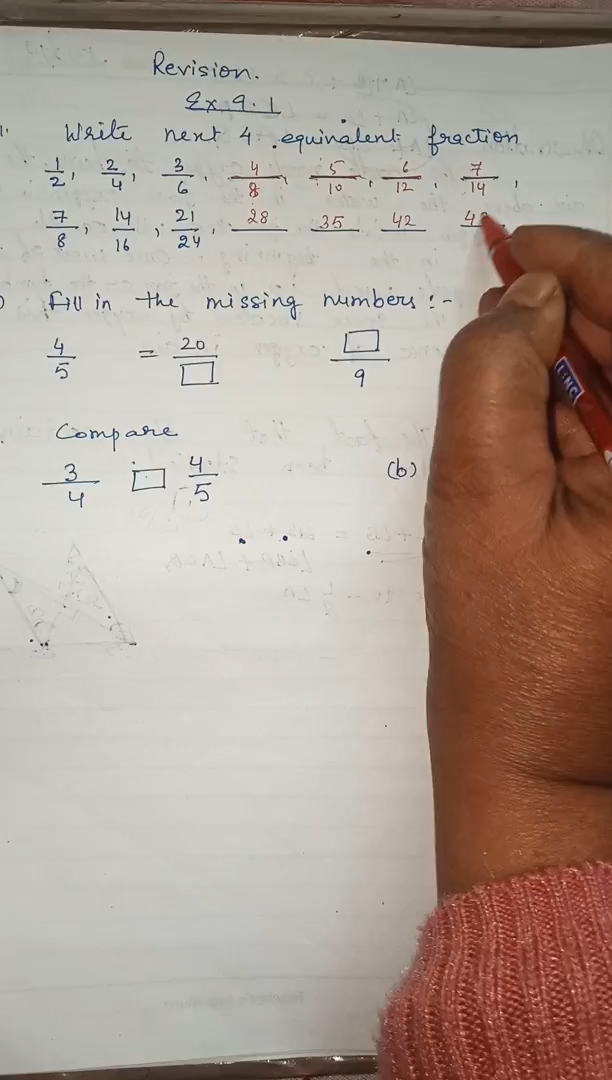 Revision.
Ex 9.1
1. Write next 4 equivalent fraction
1/2, 2/4, 3/6, 4/8, 5/10, 6/12, 7/14,
7/8, 14/16, 21/24, 28 35 42
Fill in the missing numbers :-
4/5 = 20/□ □/9
Compare
3/4 □ 4/5 (b)
LINC